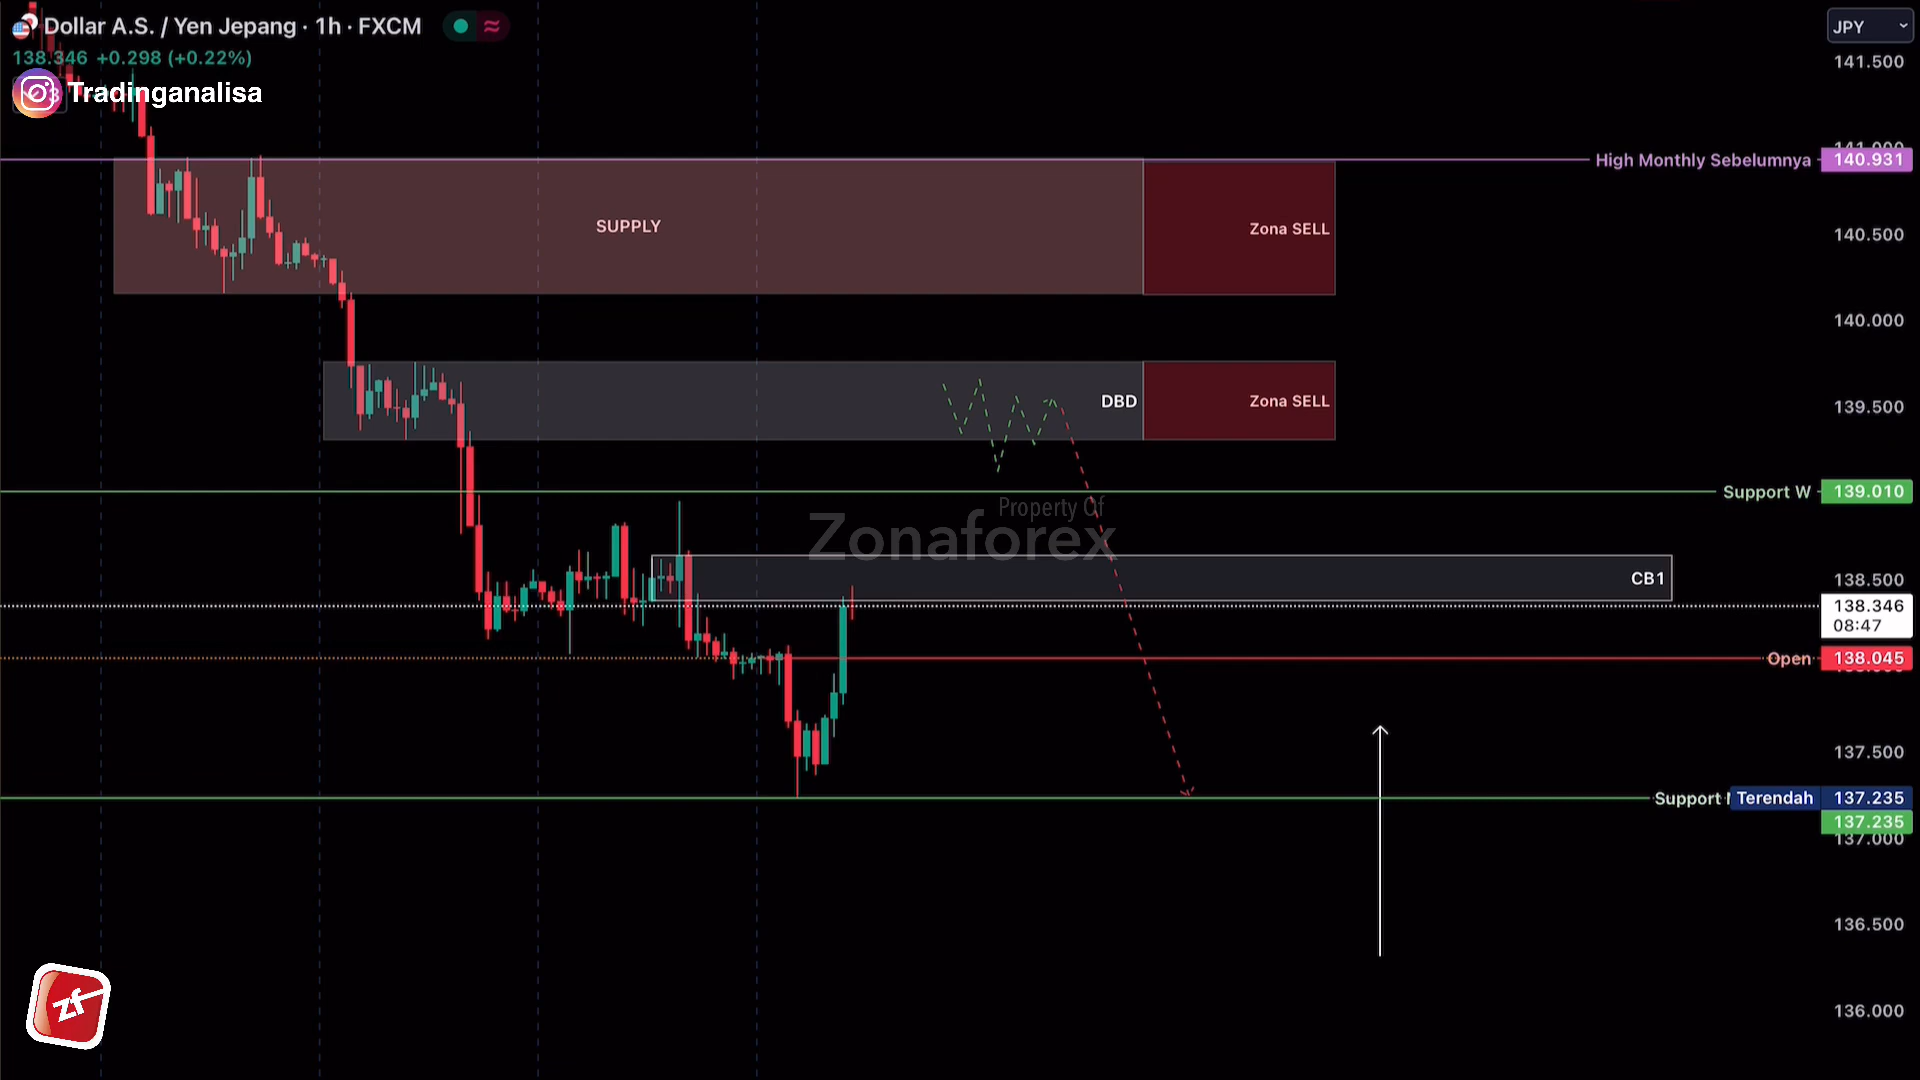 Dollar A.S. / Yen Jepang · 1h · FXCM
138.346 +0.298 (+0.22%)
Tradinganalisa
JPY
141.500
High Monthly Sebelumnya 140.931
SUPPLY
Zona SELL
140.500
140.000
DBD
Zona SELL
139.500
Support W 139.010
Property Of
Zonaforex
CB1
138.500
138.346
08:47
Open 138.045
137.500
Support Terendah 137.235
137.235
137.000
136.500
136.000
zf